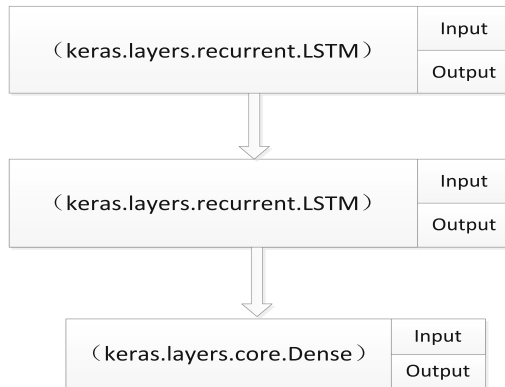 （keras.layers.recurrent.LSTM）
Input
Output
（keras.layers.recurrent.LSTM）
Input
Output
（keras.layers.core.Dense）
Input
Output